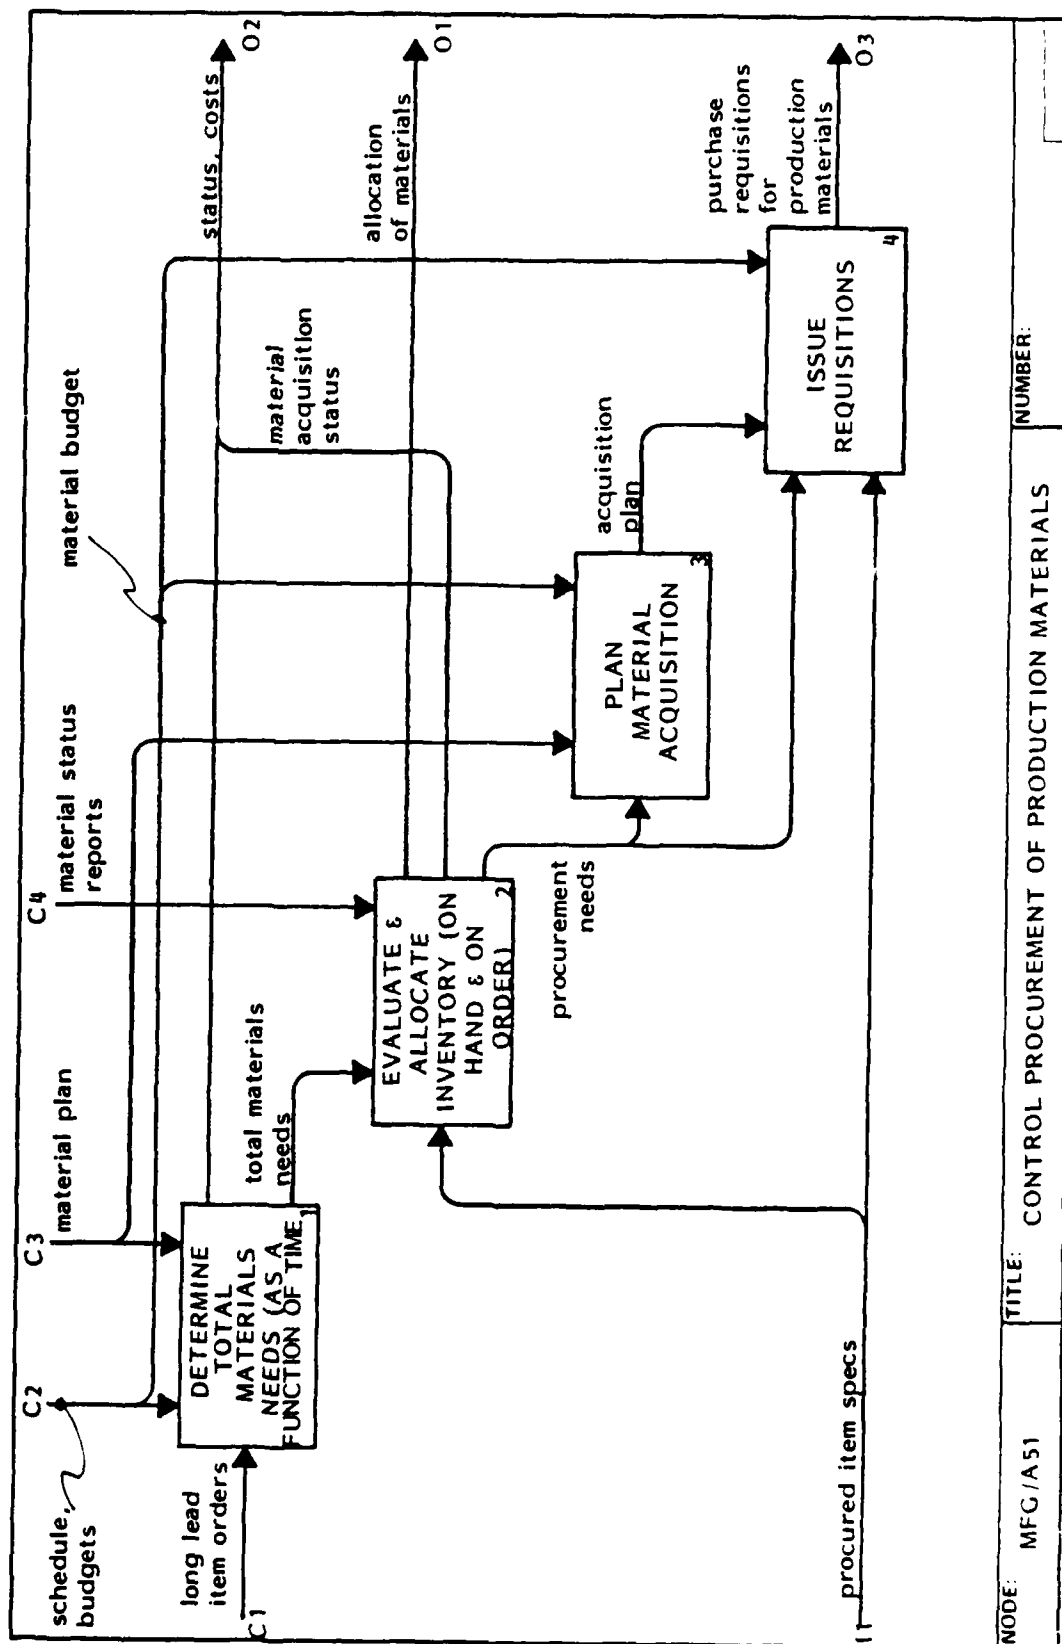 C2
schedule,
budgets
C3
material plan
C4
material status
reports
material budget
status, costs
O2
C1
long lead
item orders
DETERMINE
TOTAL
MATERIALS
NEEDS (AS A
FUNCTION OF TIME
1
total materials
needs
allocation
of materials
O1
EVALUATE &
ALLOCATE
INVENTORY (ON
HAND & ON
ORDER)
2
material
acquisition
status
procurement
needs
PLAN
MATERIAL
ACQUISITION
3
acquisition
plan
purchase
requisitions
for
production
materials
O3
ISSUE
REQUISITIONS
4
I1
procured item specs
NODE:
MFG/A51
TITLE:
CONTROL PROCUREMENT OF PRODUCTION MATERIALS
NUMBER: